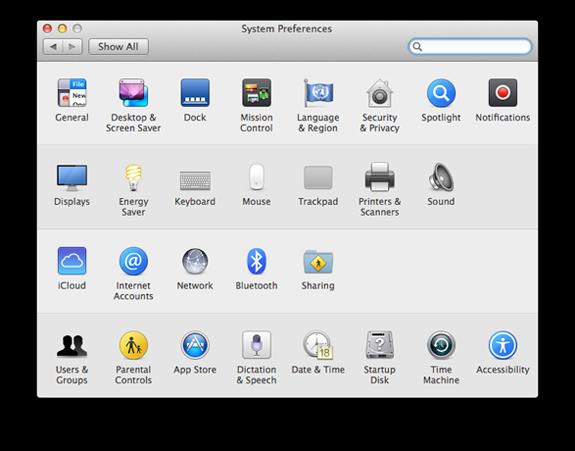 System Preferences
Show All
File
New
One
General
Desktop &
Screen Saver
Dock
Mission
Control
Language
& Region
Security
& Privacy
Spotlight
Notifications
Displays
Energy
Saver
Keyboard
Mouse
Trackpad
Printers &
Scanners
Sound
iCloud
@
Internet
Accounts
Network
Bluetooth
Sharing
18
?
Users &
Groups
Parental
Controls
App Store
Dictation
& Speech
Date & Time
Startup
Disk
Time
Machine
Accessibility